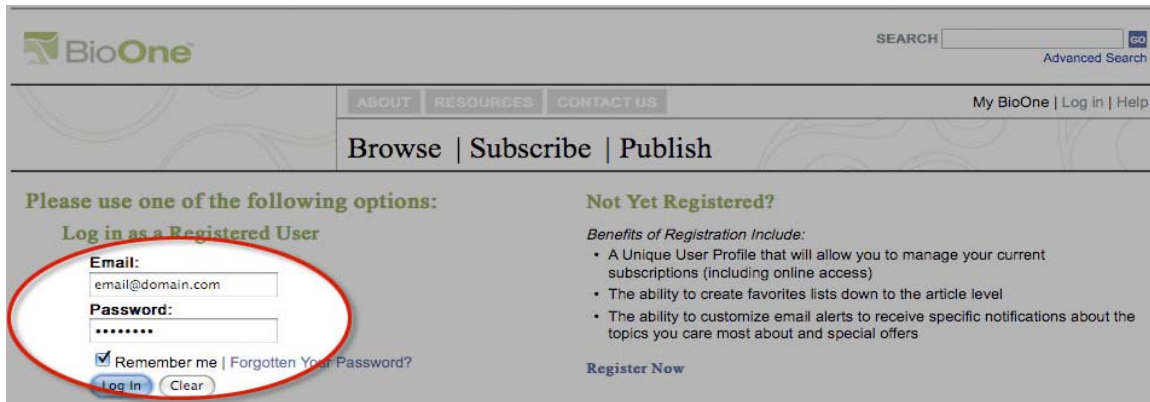 BioOne™
SEARCH GO
Advanced Search
ABOUT RESOURCES CONTACT US
My BioOne | Log in | Help
Browse | Subscribe | Publish
Please use one of the following options:
Log in as a Registered User
Email:
email@domain.com
Password:
••••••••
Remember me | Forgotten Your Password?
Log In Clear
Not Yet Registered?
Benefits of Registration Include:
• A Unique User Profile that will allow you to manage your current
subscriptions (including online access)
• The ability to create favorites lists down to the article level
• The ability to customize email alerts to receive specific notifications about the
topics you care most about and special offers
Register Now